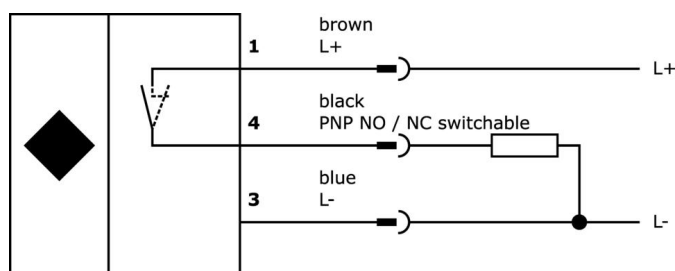 brown
1 L+
L+
black
4 PNP NO / NC switchable
blue
3 L-
L-